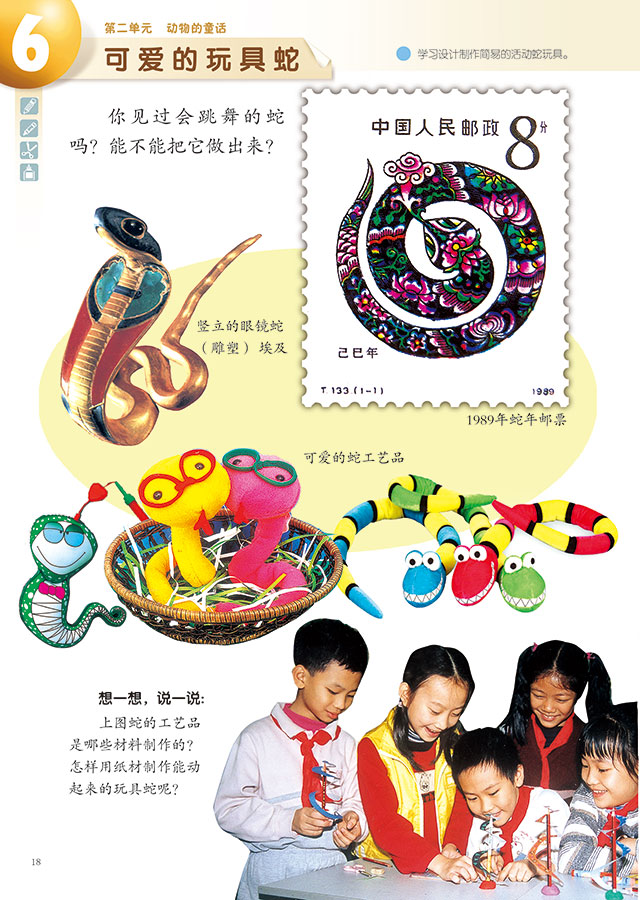 6
第二单元 动物的童话
可爱的玩具蛇
学习设计制作简易的活动蛇玩具。
你见过会跳舞的蛇
吗？能不能把它做出来？
中国人民邮政 8分
己巳年
T.133.(1-1) 1989
1989年蛇年邮票
竖立的眼镜蛇
（雕塑）埃及
可爱的蛇工艺品
想一想，说一说：
上图蛇的工艺品
是哪些材料制作的？
怎样用纸材制作能动
起来的玩具蛇呢？
18